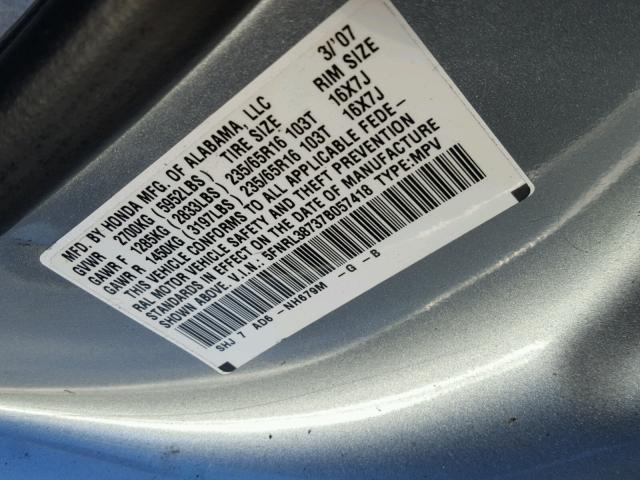 MFD BY HONDA MFG. OF ALABAMA, LLC 3/'07
GVWR 2700KG (5952LBS) TIRE SIZE RIM SIZE
GAWR F 1285KG (2833LBS) 235/65R16 103T 16X7J
GAWR R 1450KG (3197LBS) 235/65R16 103T 16X7J
THIS VEHICLE CONFORMS TO ALL APPLICABLE FEDE-
RAL MOTOR VEHICLE SAFETY AND THEFT PREVENTION
STANDARDS IN EFFECT ON THE DATE OF MANUFACTURE
SHOWN ABOVE. V.I.N.: 5FNRL38737B057418 TYPE:MPV
SHJ 7 AD6 -NH679M -G -B